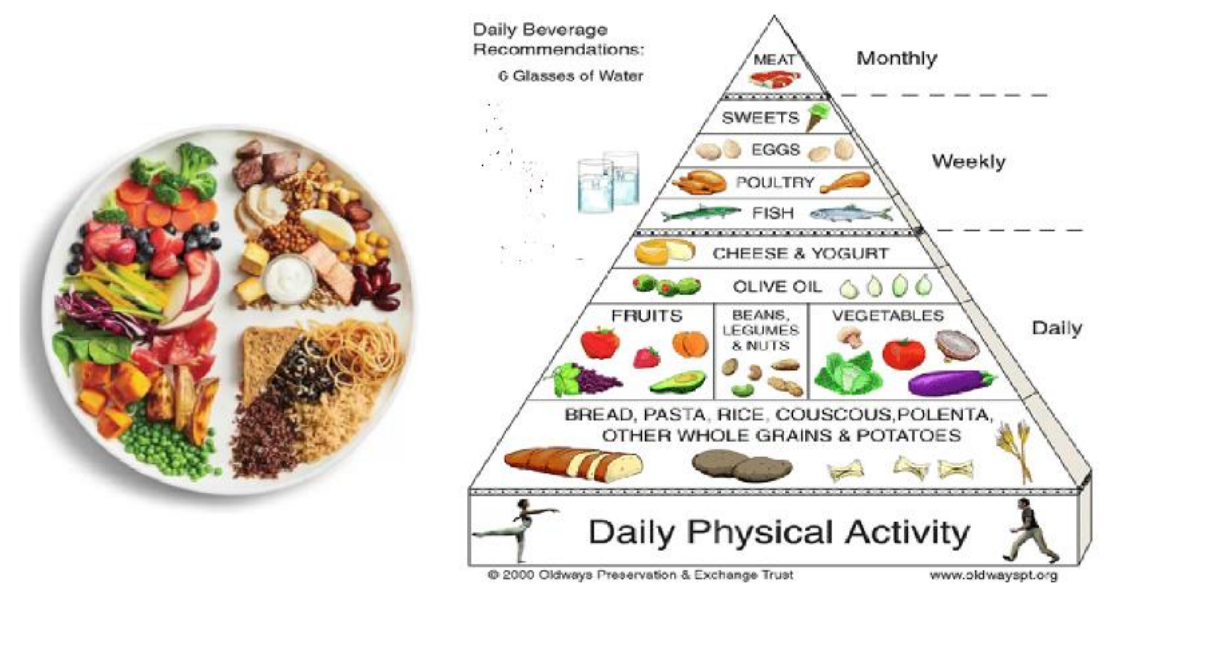 Daily Beverage
Recommendations:
6 Glasses of Water
MEAT
Monthly
SWEETS
EGGS
Weekly
POULTRY
FISH
CHEESE & YOGURT
OLIVE OIL
FRUITS
BEANS,
LEGUMES
& NUTS
VEGETABLES
Daily
BREAD, PASTA, RICE, COUSCOUS,POLENTA,
OTHER WHOLE GRAINS & POTATOES
Daily Physical Activity
© 2000 Oldways Preservation & Exchange Trust
www.oldwayspt.org